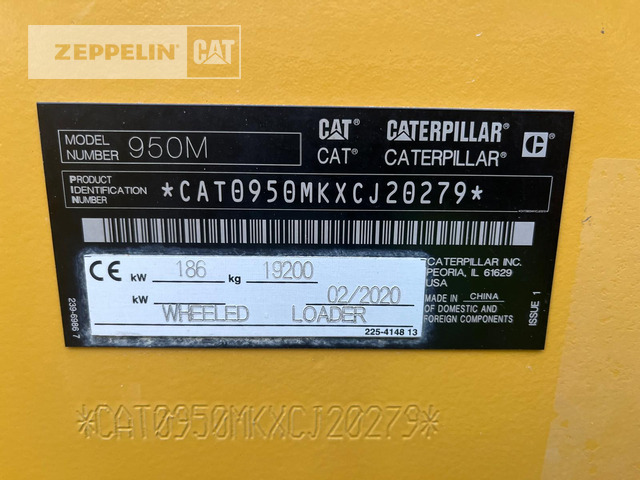 ZEPPELIN CAT
MODEL NUMBER 950M
CAT® CATERPILLAR® C
CAT® CATERPILLAR®
PRODUCT IDENTIFICATION NUMBER *CAT0950MKXCJ20279*
CE kW 186 kg 19200
kW 02/2020
WHEELED LOADER
225-4148 13
CATERPILLAR INC.
PEORIA, IL 61629
USA
MADE IN CHINA
OF DOMESTIC AND
FOREIGN COMPONENTS
ISSUE 1
239-6986 7
*CAT0950MKXCJ20279*